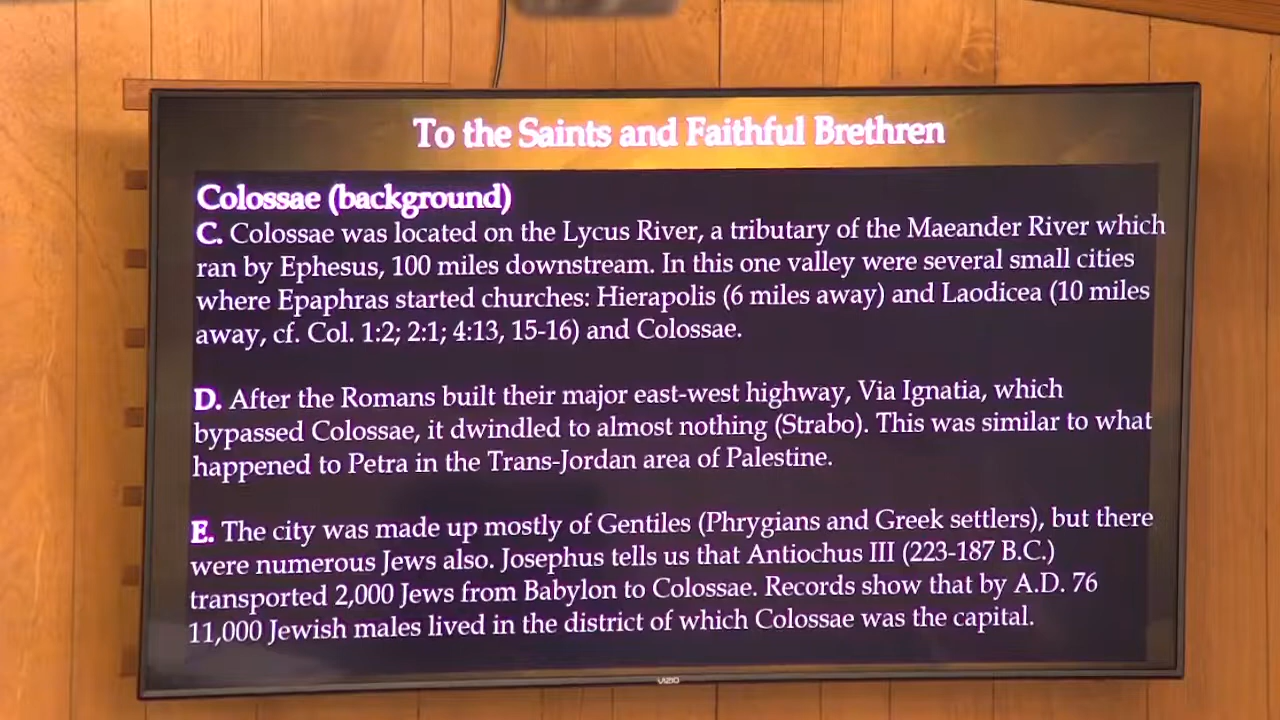 To the Saints and Faithful Brethren
Colossae (background)
C. Colossae was located on the Lycus River, a tributary of the Maeander River which
ran by Ephesus, 100 miles downstream. In this one valley were several small cities
where Epaphras started churches: Hierapolis (6 miles away) and Laodicea (10 miles
away, cf. Col. 1:2; 2:1; 4:13, 15-16) and Colossae.
D. After the Romans built their major east-west highway, Via Ignatia, which
bypassed Colossae, it dwindled to almost nothing (Strabo). This was similar to what
happened to Petra in the Trans-Jordan area of Palestine.
E. The city was made up mostly of Gentiles (Phrygians and Greek settlers), but there
were numerous Jews also. Josephus tells us that Antiochus III (223-187 B.C.)
transported 2,000 Jews from Babylon to Colossae. Records show that by A.D. 76
11,000 Jewish males lived in the district of which Colossae was the capital.
VIZIO